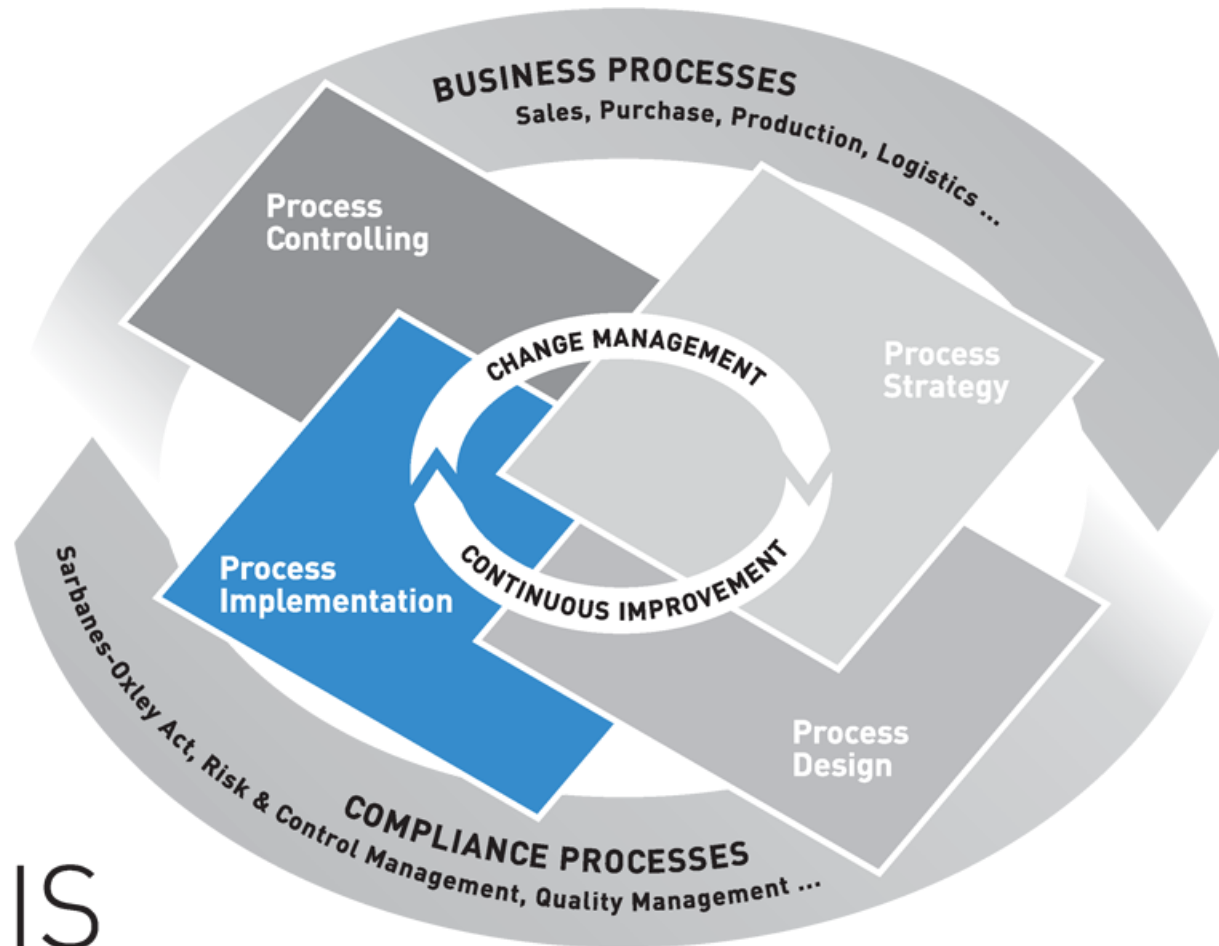 BUSINESS PROCESSES
Sales, Purchase, Production, Logistics ...
Process
Controlling
Process
Strategy
CHANGE MANAGEMENT
CONTINUOUS IMPROVEMENT
Process
Implementation
Process
Design
COMPLIANCE PROCESSES
Sarbanes-Oxley Act, Risk & Control Management, Quality Management ...
IS